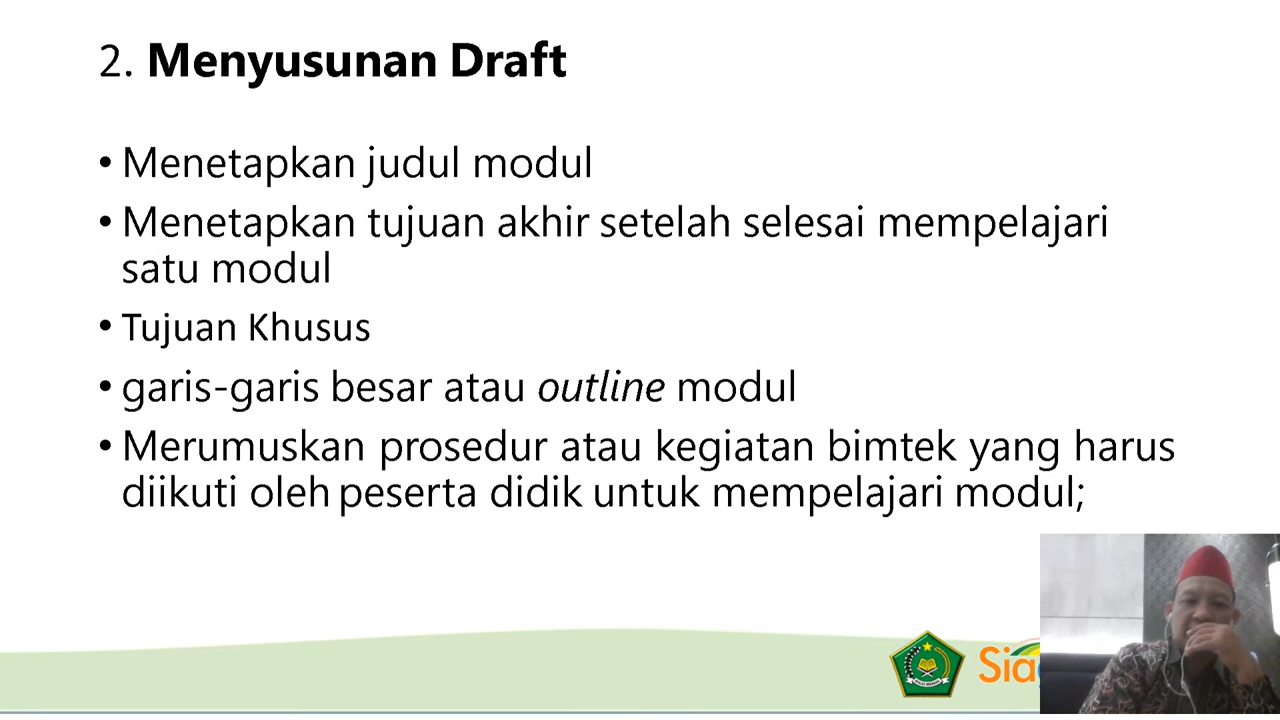 2. Menyusunan Draft
• Menetapkan judul modul
• Menetapkan tujuan akhir setelah selesai mempelajari
satu modul
• Tujuan Khusus
• garis-garis besar atau outline modul
• Merumuskan prosedur atau kegiatan bimtek yang harus
diikuti oleh peserta didik untuk mempelajari modul;